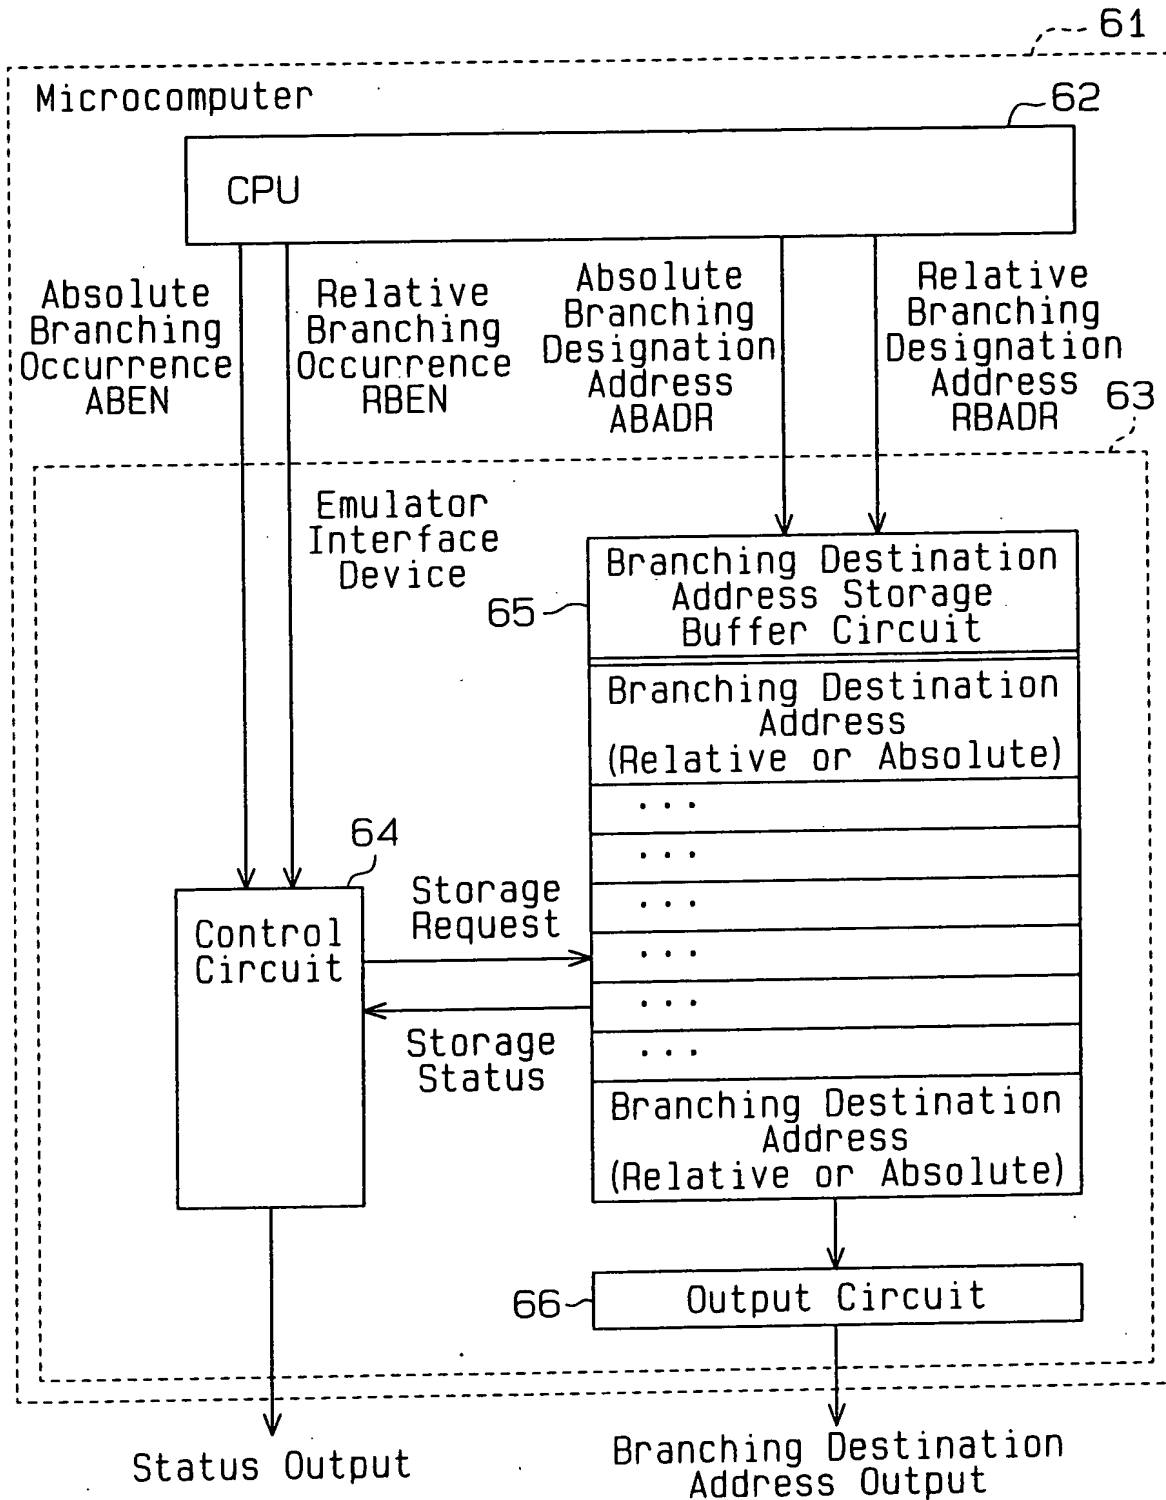 61
Microcomputer
62
CPU
Absolute
Branching
Occurrence
ABEN
Relative
Branching
Occurrence
RBEN
Absolute
Branching
Designation
Address
ABADR
Relative
Branching
Designation
Address
RBADR
63
Emulator
Interface
Device
65
Branching Destination
Address Storage
Buffer Circuit
Branching Destination
Address
(Relative or Absolute)
...
...
...
...
...
...
64
Control
Circuit
Storage
Request
Storage
Status
Branching Destination
Address
(Relative or Absolute)
66
Output Circuit
Status Output
Branching Destination
Address Output